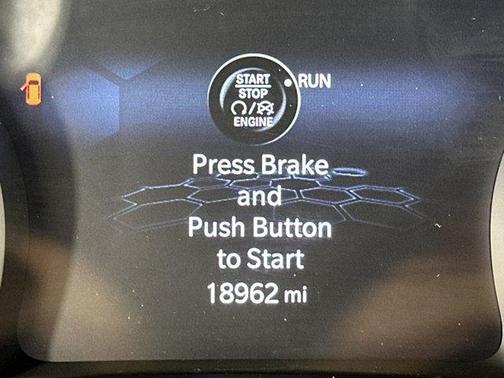 START
STOP
RUN
ENGINE
Press Brake
and
Push Button
to Start
18962 mi